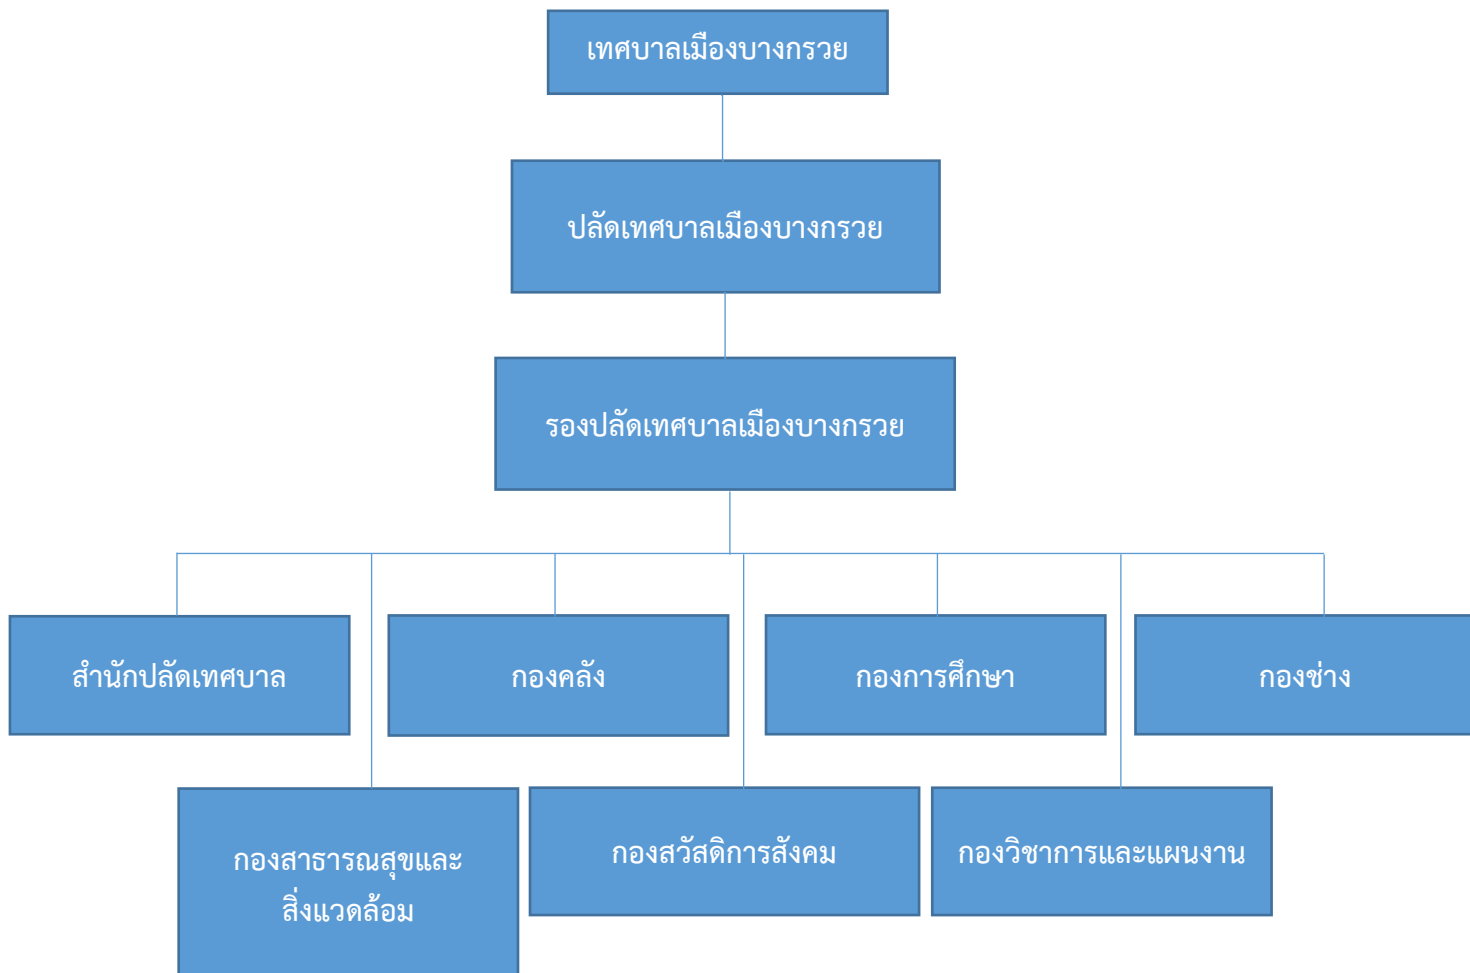 เทศบาลเมืองบางกรวย
ปลัดเทศบาลเมืองบางกรวย
รองปลัดเทศบาลเมืองบางกรวย
สำนักปลัดเทศบาล
กองคลัง
กองการศึกษา
กองช่าง
กองสาธารณสุขและ
สิ่งแวดล้อม
กองสวัสดิการสังคม
กองวิชาการและแผนงาน